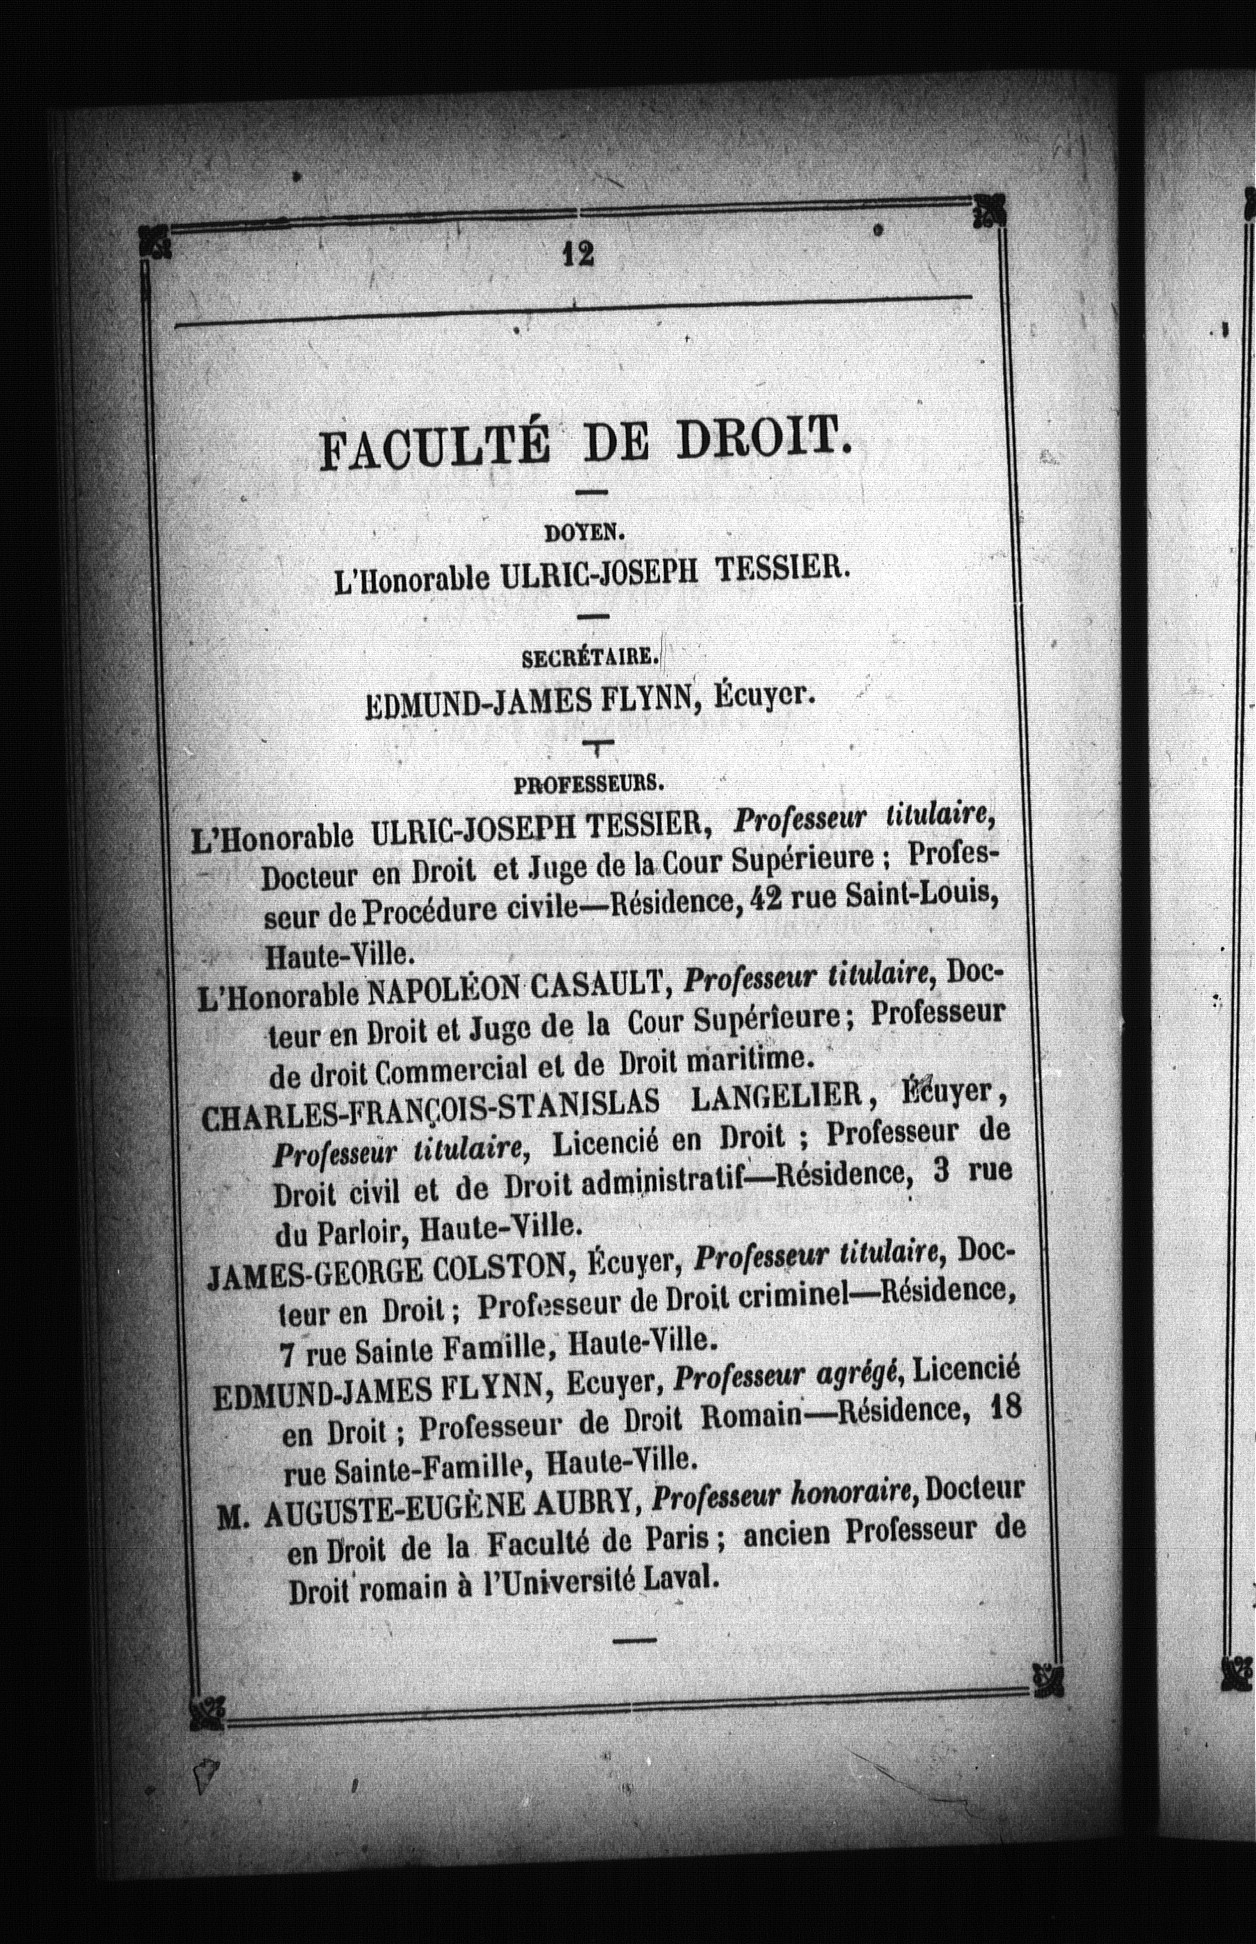 12
FACULTÉ DE DROIT.
DOYEN.
L'Honorable ULRIC-JOSEPH TESSIER.
SECRÉTAIRE.
EDMUND-JAMES FLYNN, Écuyer.
PROFESSEURS.
L'Honorable ULRIC-JOSEPH TESSIER, Professeur titulaire,
Docteur en Droit et Juge de la Cour Supérieure ; Profes-
seur de Procédure civile—Résidence, 42 rue Saint-Louis,
Haute-Ville.
L'Honorable NAPOLÉON CASAULT, Professeur titulaire, Doc-
teur en Droit et Juge de la Cour Supérieure ; Professeur
de droit Commercial et de Droit maritime.
CHARLES-FRANÇOIS-STANISLAS LANGELIER, Écuyer,
Professeur titulaire, Licencié en Droit ; Professeur de
Droit civil et de Droit administratif—Résidence, 3 rue
du Parloir, Haute-Ville.
JAMES-GEORGE COLSTON, Écuyer, Professeur titulaire, Doc-
teur en Droit ; Professeur de Droit criminel—Résidence,
7 rue Sainte Famille, Haute-Ville.
EDMUND-JAMES FLYNN, Ecuyer, Professeur agrégé, Licencié
en Droit ; Professeur de Droit Romain—Résidence, 18
rue Sainte-Famille, Haute-Ville.
M. AUGUSTE-EUGÈNE AUBRY, Professeur honoraire, Docteur
en Droit de la Faculté de Paris ; ancien Professeur de
Droit romain à l'Université Laval.